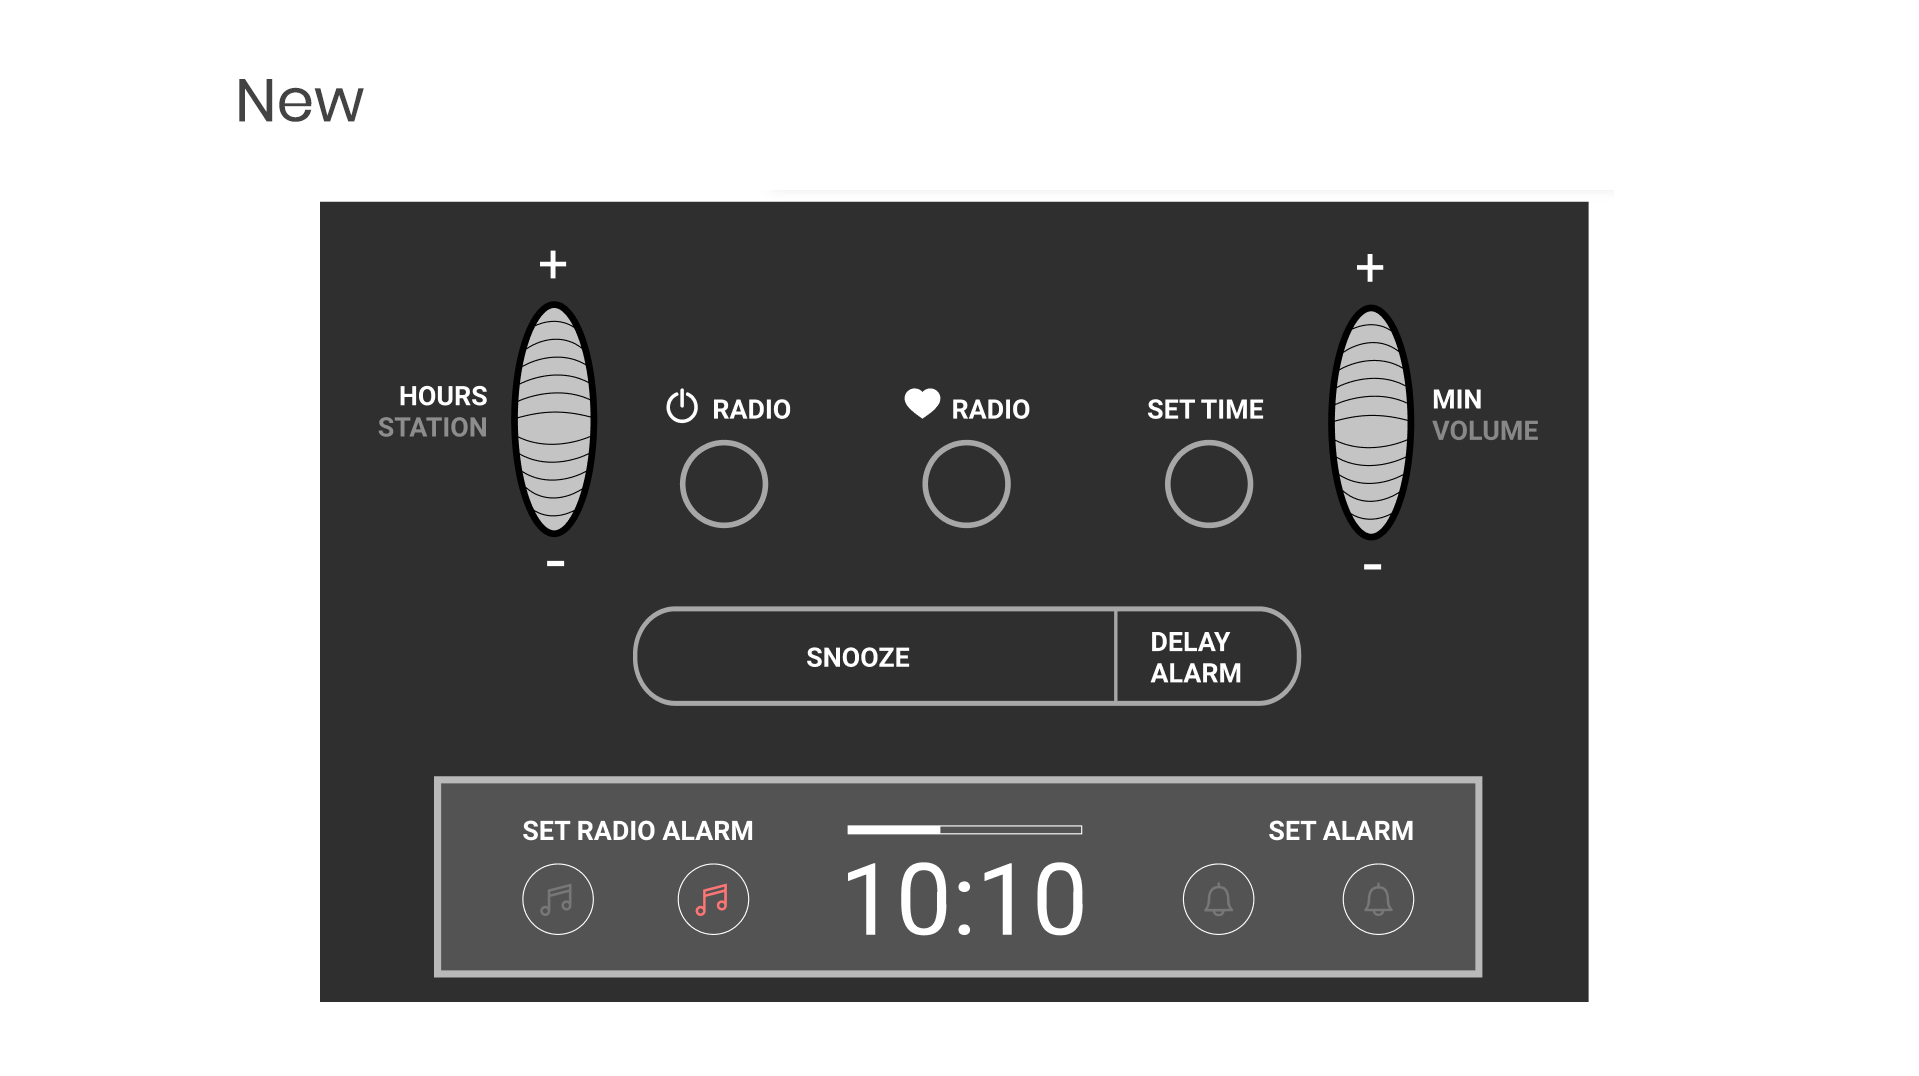 New
+
+
HOURS
STATION
RADIO
RADIO
SET TIME
MIN
VOLUME
-
-
SNOOZE
DELAY
ALARM
SET RADIO ALARM
SET ALARM
10:10